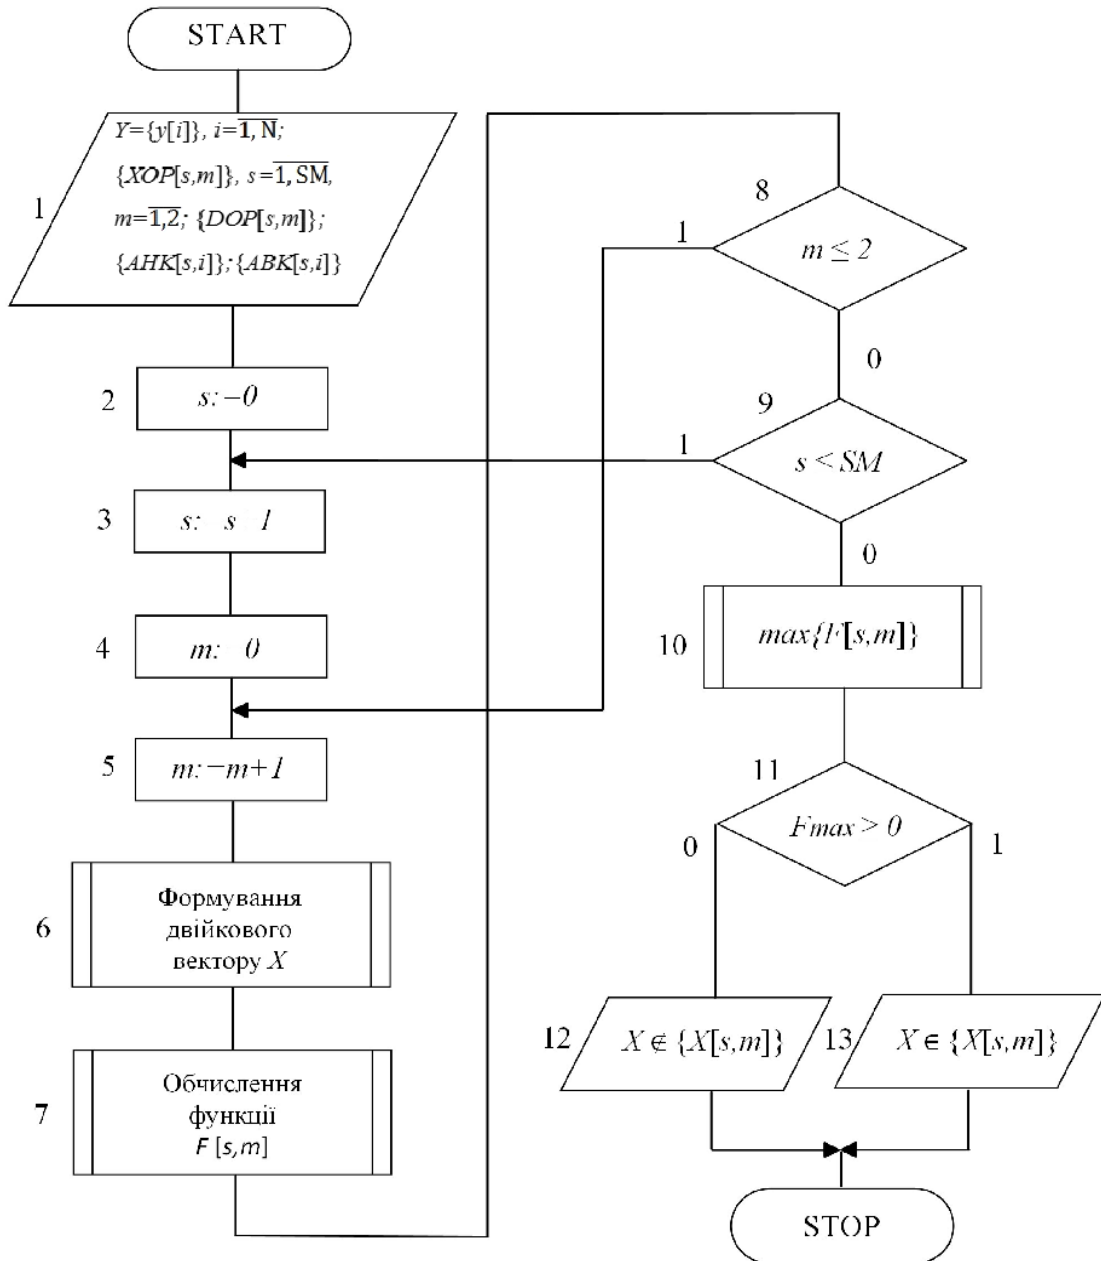 START
1
Y={y[i]}, i=1,N;
{XOP[s,m]}, s=1,SM,
m=1,2; {DOP[s,m]};
{AHK[s,i]};{ABK[s,i]}
2
s:–0
3
s: s 1
4
m: 0
5
m:–m+1
6
Формування
двійкового
вектору X
7
Обчислення
функції
F [s,m]
8
1
m ≤ 2
0
9
1
s < SM
0
10
max{F[s,m]}
11
Fmax > 0
0
1
12
X ∉ {X[s,m]}
13
X ∈ {X[s,m]}
STOP